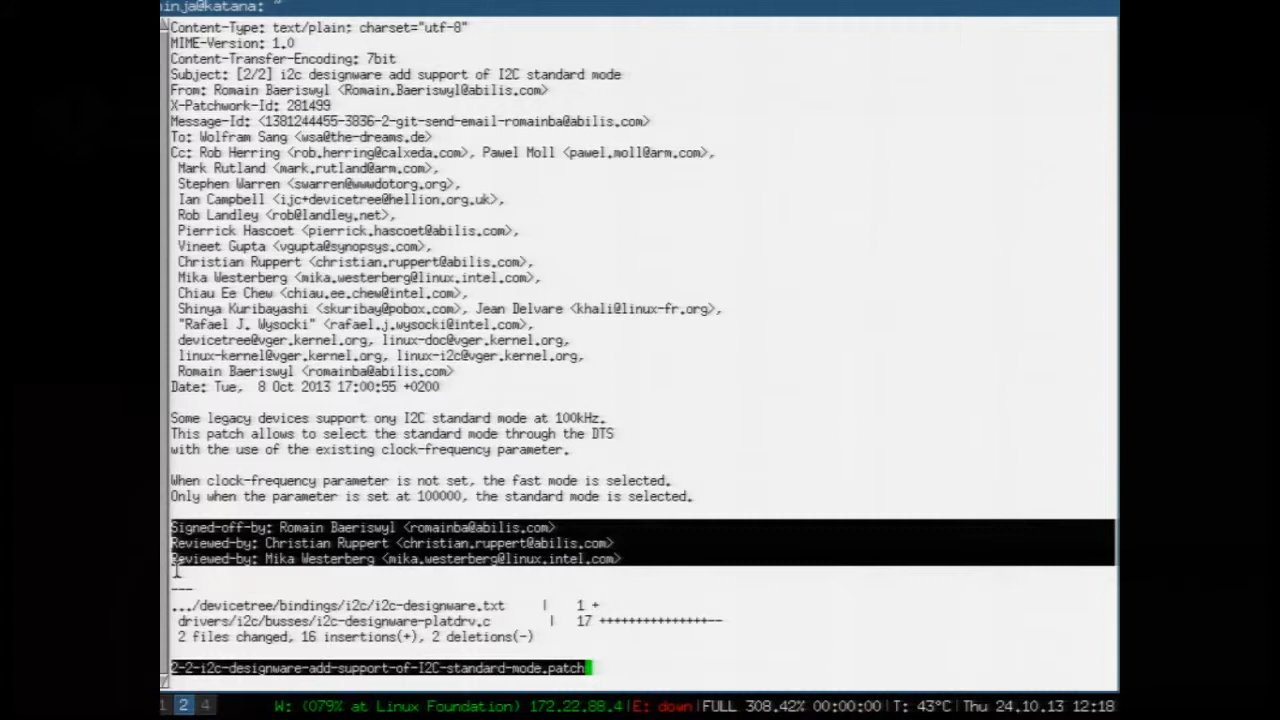 inja@katana: ~
Content-Type: text/plain; charset="utf-8"
MIME-Version: 1.0
Content-Transfer-Encoding: 7bit
Subject: [2/2] i2c designware add support of I2C standard mode
From: Romain Baeriswyl <Romain.Baeriswyl@abilis.com>
X-Patchwork-Id: 281499
Message-Id: <1381244455-3836-2-git-send-email-romainba@abilis.com>
To: Wolfram Sang <wsa@the-dreams.de>
Cc: Rob Herring <rob.herring@calxeda.com>, Pawel Moll <pawel.moll@arm.com>,
Mark Rutland <mark.rutland@arm.com>,
Stephen Warren <swarren@wwwdotorg.org>,
Ian Campbell <ijc+devicetree@hellion.org.uk>,
Rob Landley <rob@landley.net>,
Pierrick Hascoet <pierrick.hascoet@abilis.com>,
Vineet Gupta <vgupta@synopsys.com>,
Christian Ruppert <christian.ruppert@abilis.com>,
Mika Westerberg <mika.westerberg@linux.intel.com>,
Chiau Ee Chew <chiau.ee.chew@intel.com>,
Shinya Kuribayashi <skuribay@pobox.com>, Jean Delvare <khali@linux-fr.org>,
"Rafael J. Wysocki" <rafael.j.wysocki@intel.com>,
devicetree@vger.kernel.org, linux-doc@vger.kernel.org,
linux-kernel@vger.kernel.org, linux-i2c@vger.kernel.org,
Romain Baeriswyl <romainba@abilis.com>
Date: Tue,  8 Oct 2013 17:00:55 +0200
Some legacy devices support ony I2C standard mode at 100kHz.
This patch allows to select the standard mode through the DTS
with the use of the existing clock-frequency parameter.
When clock-frequency parameter is not set, the fast mode is selected.
Only when the parameter is set at 100000, the standard mode is selected.
Signed-off-by: Romain Baeriswyl <romainba@abilis.com>
Reviewed-by: Christian Ruppert <christian.ruppert@abilis.com>
Reviewed-by: Mika Westerberg <mika.westerberg@linux.intel.com>
---
.../devicetree/bindings/i2c/i2c-designware.txt | 1 +
drivers/i2c/busses/i2c-designware-platdrv.c | 17 +++++++++++++++--
2 files changed, 16 insertions(+), 2 deletions(-)
2-2-i2c-designware-add-support-of-I2C-standard-mode.patch
1 2 4 W: (079% at Linux Foundation) 172.22.88.4|E: down|FULL 308.42% 00:00:00|T: 43°C|Thu 24.10.13 12:18